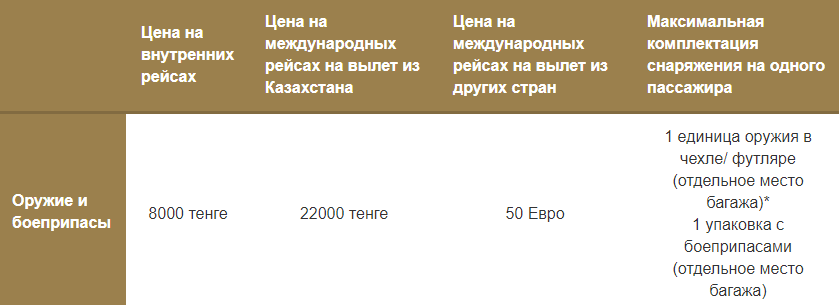 Цена на
внутренних
рейсах
Цена на
международных
рейсах на вылет из
Казахстана
Цена на
международных
рейсах на вылет из
других стран
Максимальная
комплектация
снаряжения на одного
пассажира
Оружие и
боеприпасы
8000 тенге
22000 тенге
50 Евро
1 единица оружия в
чехле/ футляре
(отдельное место
багажа)*
1 упаковка с
боеприпасами
(отдельное место
багажа)